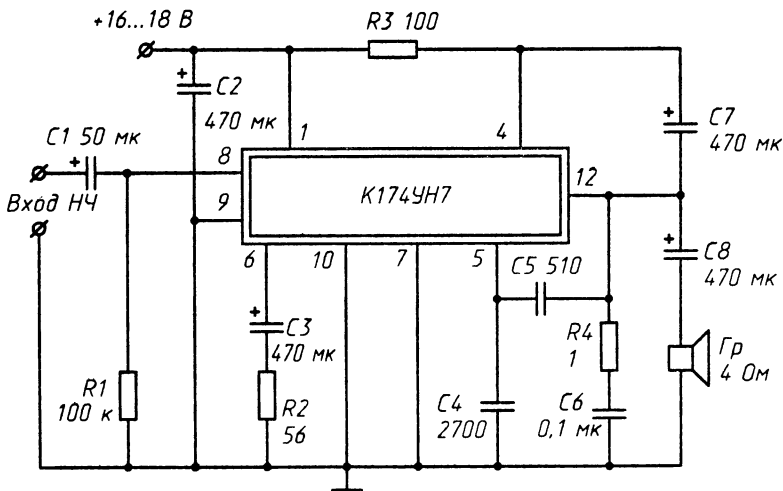 +16...18 В
R3 100
+
C2
470 мк
C1 50 мк
+
1
4
+
C7
470 мк
8
К174УН7
12
Вход НЧ
9
6
10
7
5
C5 510
+
C8
470 мк
+
C3
470 мк
R4
1
Гр
4 Ом
R1
100 к
R2
56
C4
2700
C6
0,1 мк